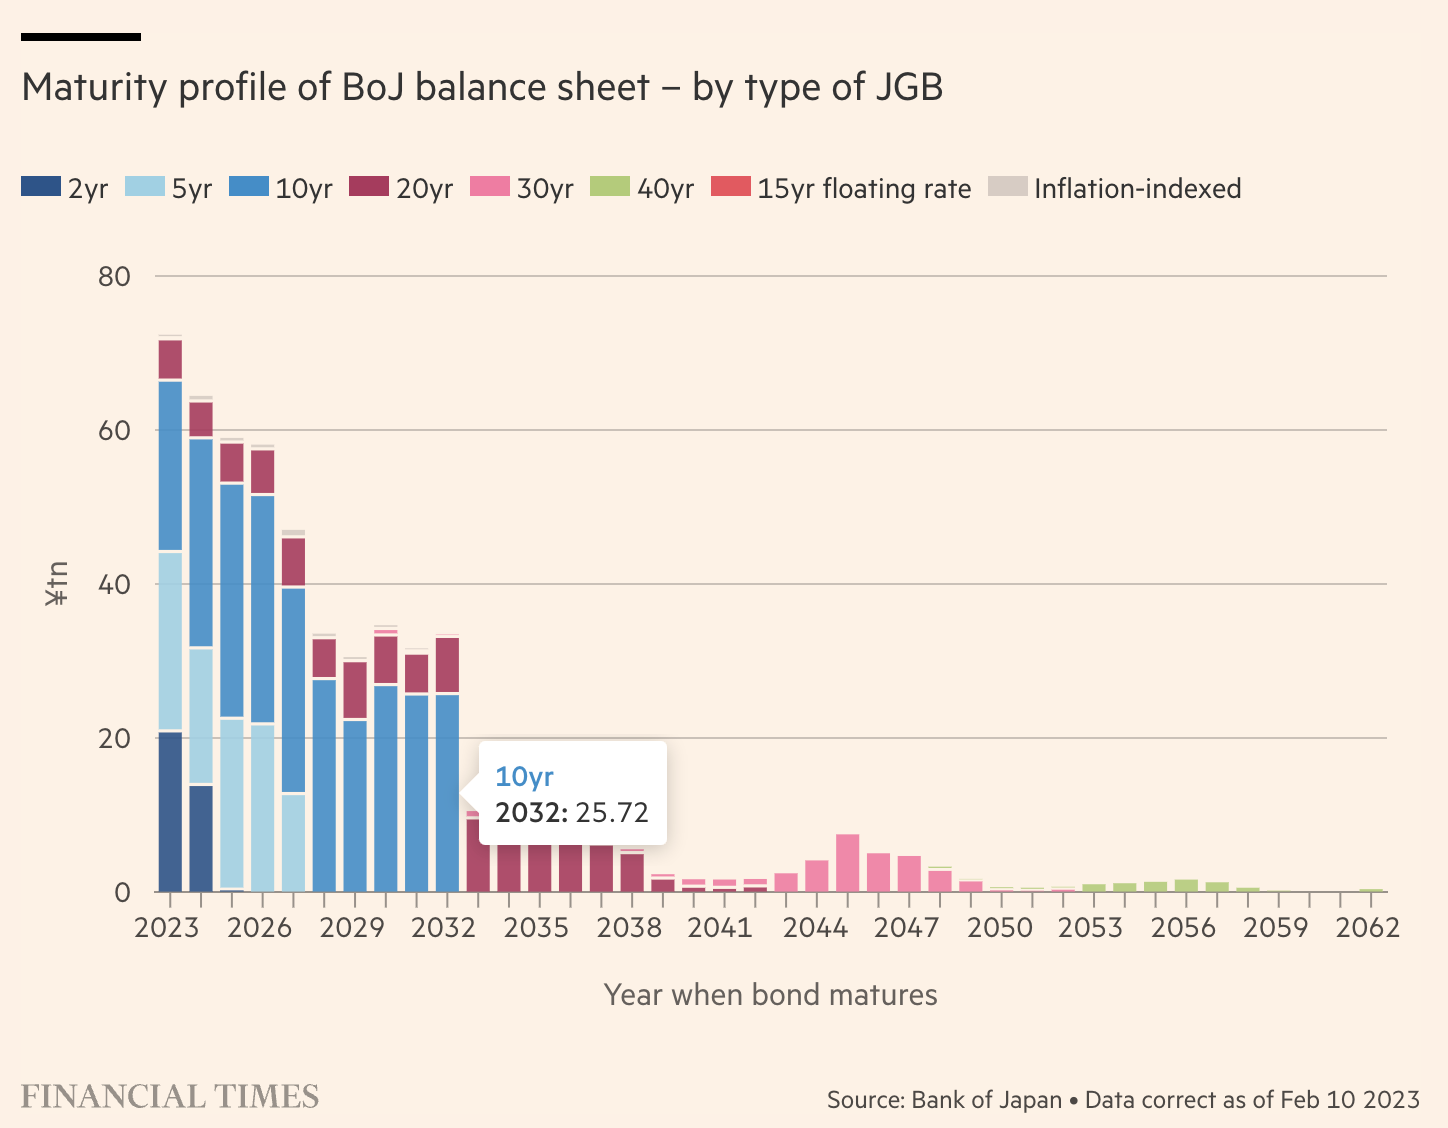 Maturity profile of BoJ balance sheet – by type of JGB
2yr 5yr 10yr 20yr 30yr 40yr 15yr floating rate Inflation-indexed
80
60
40
20
0
¥tn
10yr
2032: 25.72
2023 2026 2029 2032 2035 2038 2041 2044 2047 2050 2053 2056 2059 2062
Year when bond matures
FINANCIAL TIMES
Source: Bank of Japan • Data correct as of Feb 10 2023